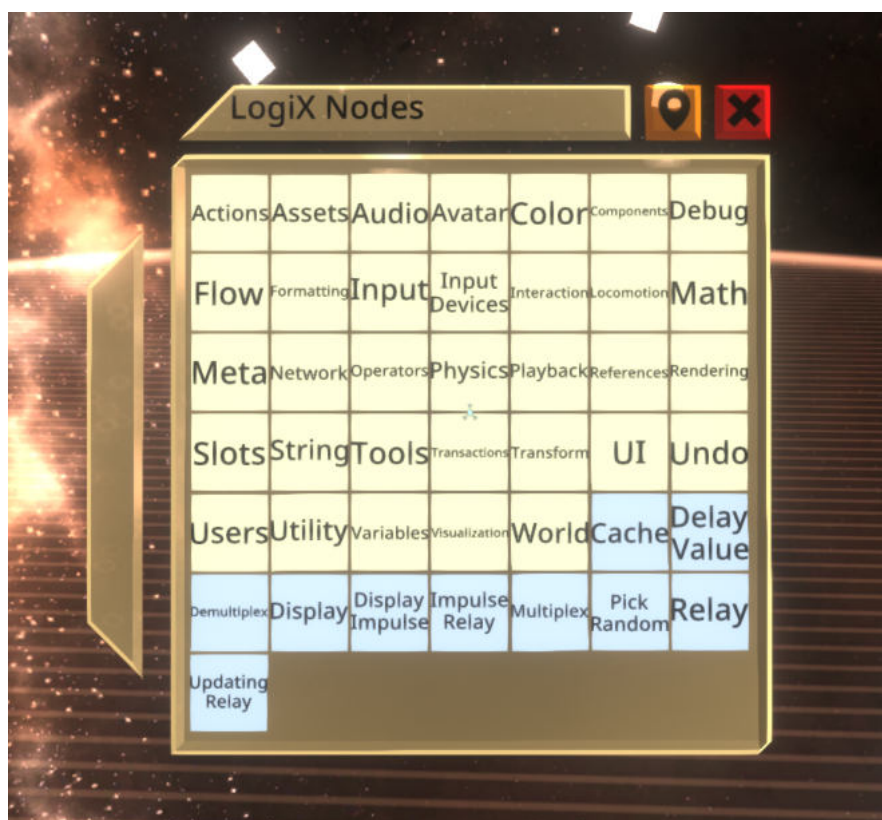 LogiX Nodes
Actions Assets Audio Avatar Color Components Debug
Flow Formatting Input Input Devices Interaction Locomotion Math
Meta Network Operators Physics Playback References Rendering
Slots String Tools Transactions Transform UI Undo
Users Utility Variables Visualization World Cache Delay Value
Demultiplex Display Display Impulse Impulse Relay Multiplex Pick Random Relay
Updating Relay